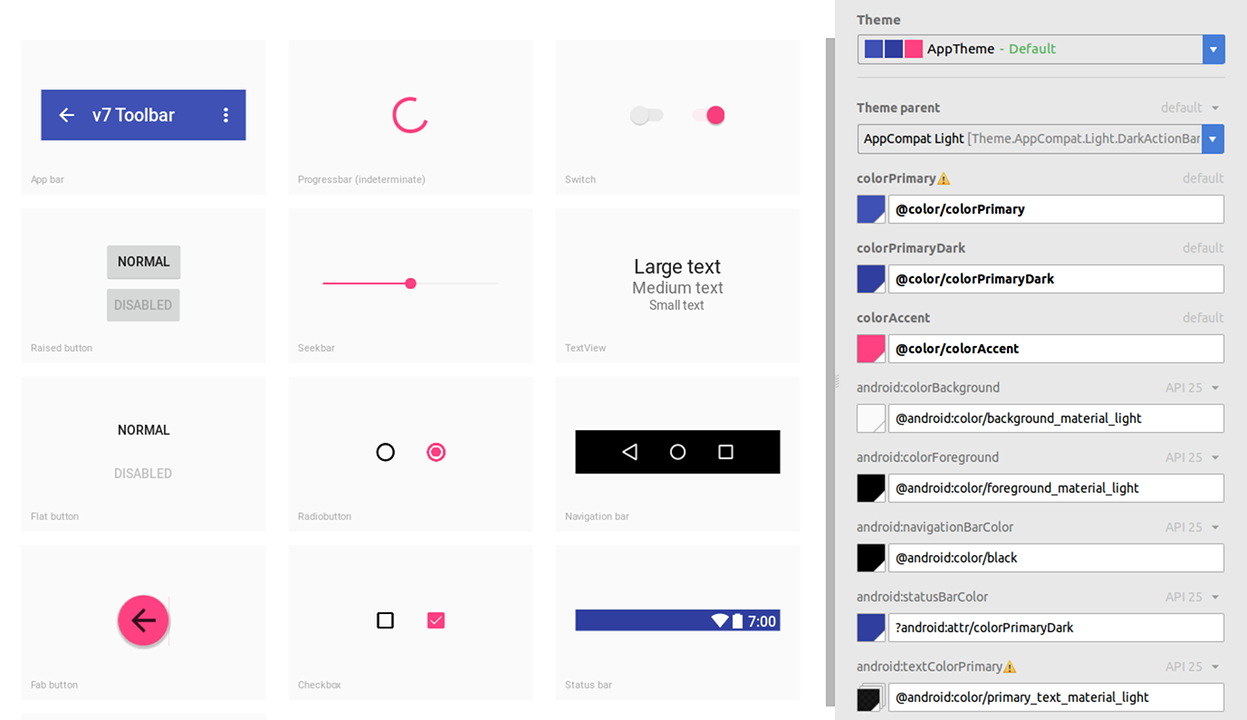 v7 Toolbar
App bar
Progressbar (indeterminate)
Switch
NORMAL
DISABLED
Raised button
Seekbar
Large text
Medium text
Small text
TextView
NORMAL
DISABLED
Flat button
Radiobutton
Navigation bar
Fab button
Checkbox
7:00
Status bar
Theme
AppTheme - Default
Theme parent default
AppCompat Light [Theme.AppCompat.Light.DarkActionBar
colorPrimary default
@color/colorPrimary
colorPrimaryDark default
@color/colorPrimaryDark
colorAccent default
@color/colorAccent
android:colorBackground API 25
@android:color/background_material_light
android:colorForeground API 25
@android:color/foreground_material_light
android:navigationBarColor API 25
@android:color/black
android:statusBarColor API 25
?android:attr/colorPrimaryDark
android:textColorPrimary API 25
@android:color/primary_text_material_light